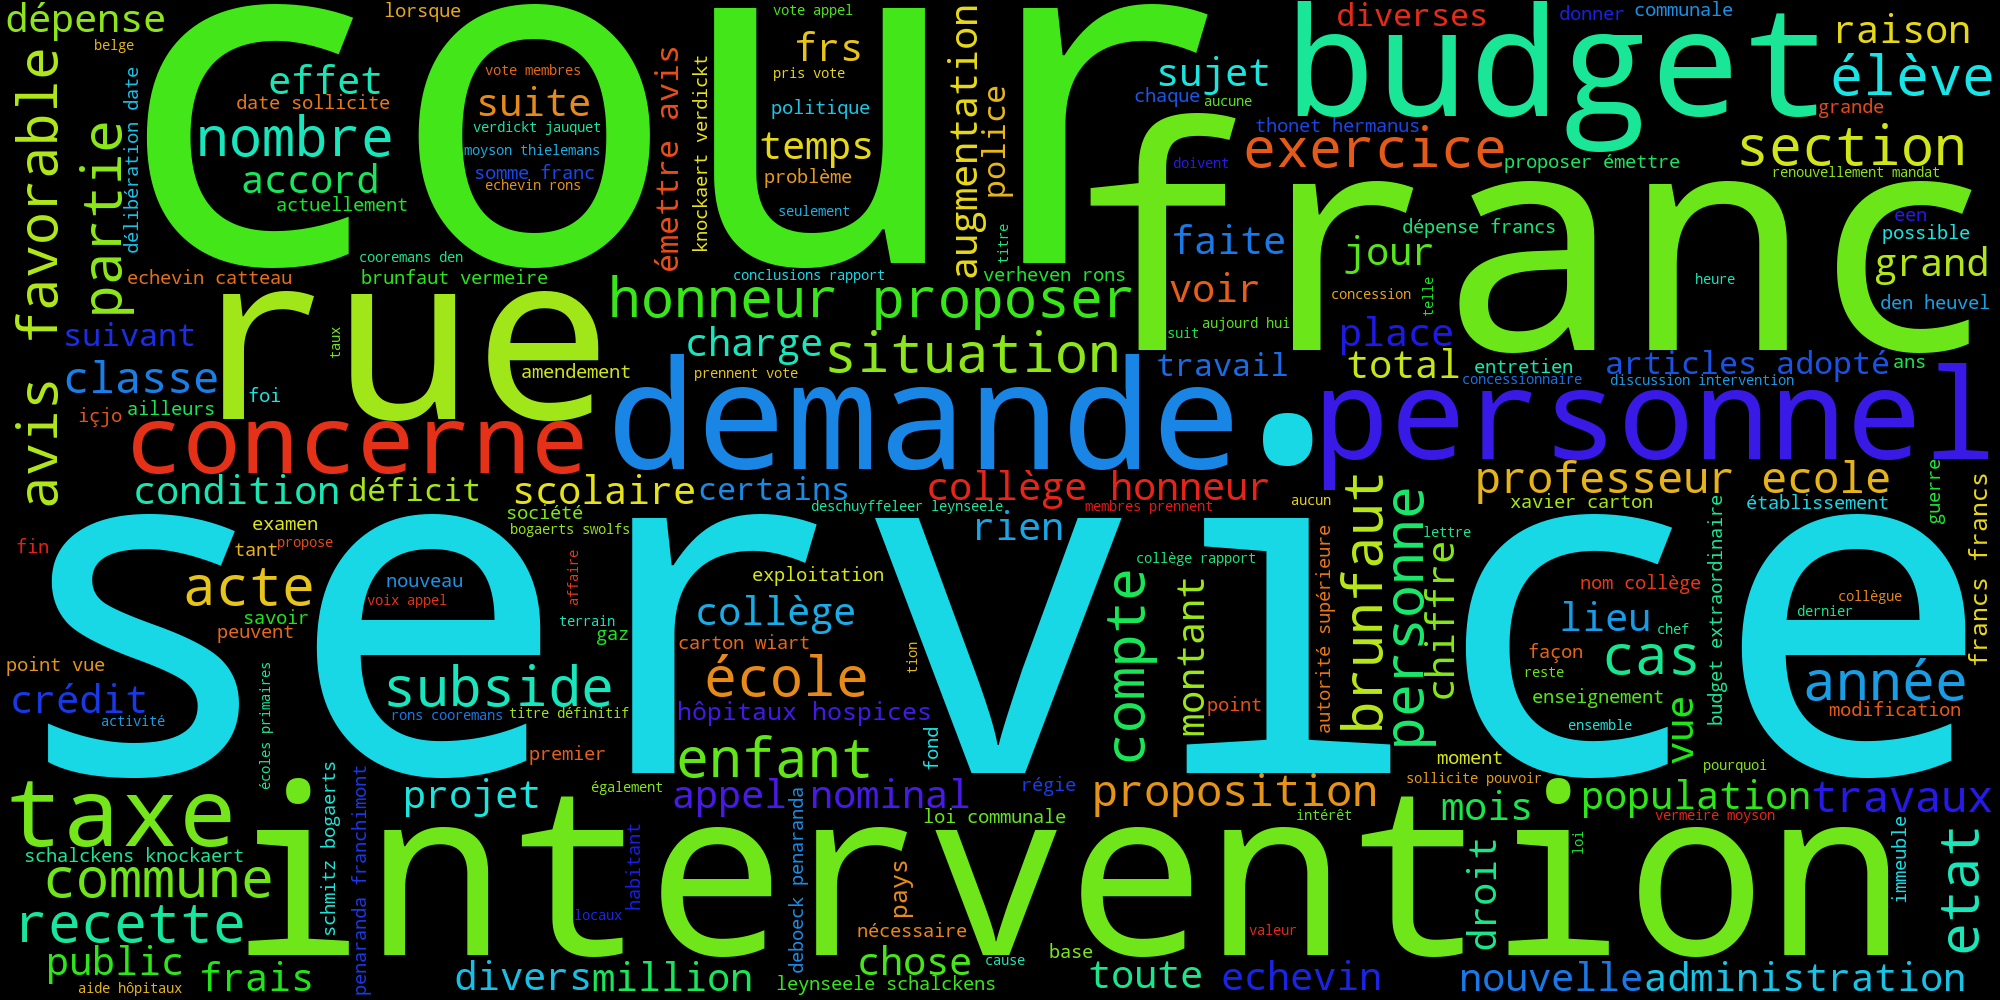 dépense
lorsque
vote appel
diverses
donner
communale
raison
belge
cour
frs
budget
effet
vote membres
pris vote
sujet
élève
date sollicite
suite
politique
chaque
aucune
grande
nombre
verdickt jauquet
temps
thonet hermanus
exercice
section
moyson thielemans
doivent
proposer émettre
accord
somme franc
problème
renouvellement mandat
echevin rons
actuellement
seulement
émettre avis
knockaert verdickt
augmentation
police
titre
délibération date
avis favorable
partie
franc
faite
dépense francs
een
possible
jour
grand
cooremans den
echevin catteau
brunfaut vermeire
conclusions rapport
verheven rons
voir
concession
telle
heure
den heuvel
rue
honneur proposer
suivant
taux
charge
situation
suit
aujourd hui
place
classe
amendement
prennent vote
travail
total
entretien
articles adopté
ans
concessionnaire
discussion intervention
foi
ailleurs
içjo
demande
personnel
concerne
condition
déficit
scolaire
certains
collège honneur
aucun
professeur ecole
guerre
francs francs
société
deschuyffeleer leynseele
membres prennent
xavier carton
établissement
examen
bogaerts swolfs
rien
lettre
fin
tant
propose
service
acte
nouveau
affaire
exploitation
collège rapport
nom collège
collègue
voix appel
savoir
terrain
collège
lieu
dernier
peuvent
gaz
carton wiart
chef
point vue
tion
compte
montant
autorité supérieure
brunfaut
personne
chiffre
façon
cas
budget extraordinaire
crédit
subside
école
reste
année
enseignement
activité
écoles primaires
rons cooremans
titre définitif
hôpitaux hospices
point
ensemble
modification
vue
premier
enfant
fond
moment
pourquoi
taxe
projet
également
appel nominal
régie
proposition
sollicite pouvoir
mois
population
travaux
intervention
loi communale
intérêt
vermeire moyson
schmitz bogaerts
penaranda franchimont
habitant
deboeck penaranda
pays
droit
loi
immeuble
etat
schalckens knockaert
commune
recette
locaux
nécessaire
valeur
public
frais
divers
million
chose
cause
base
toute
echevin
nouvelle
administration
aide hôpitaux
leynseele schalckens